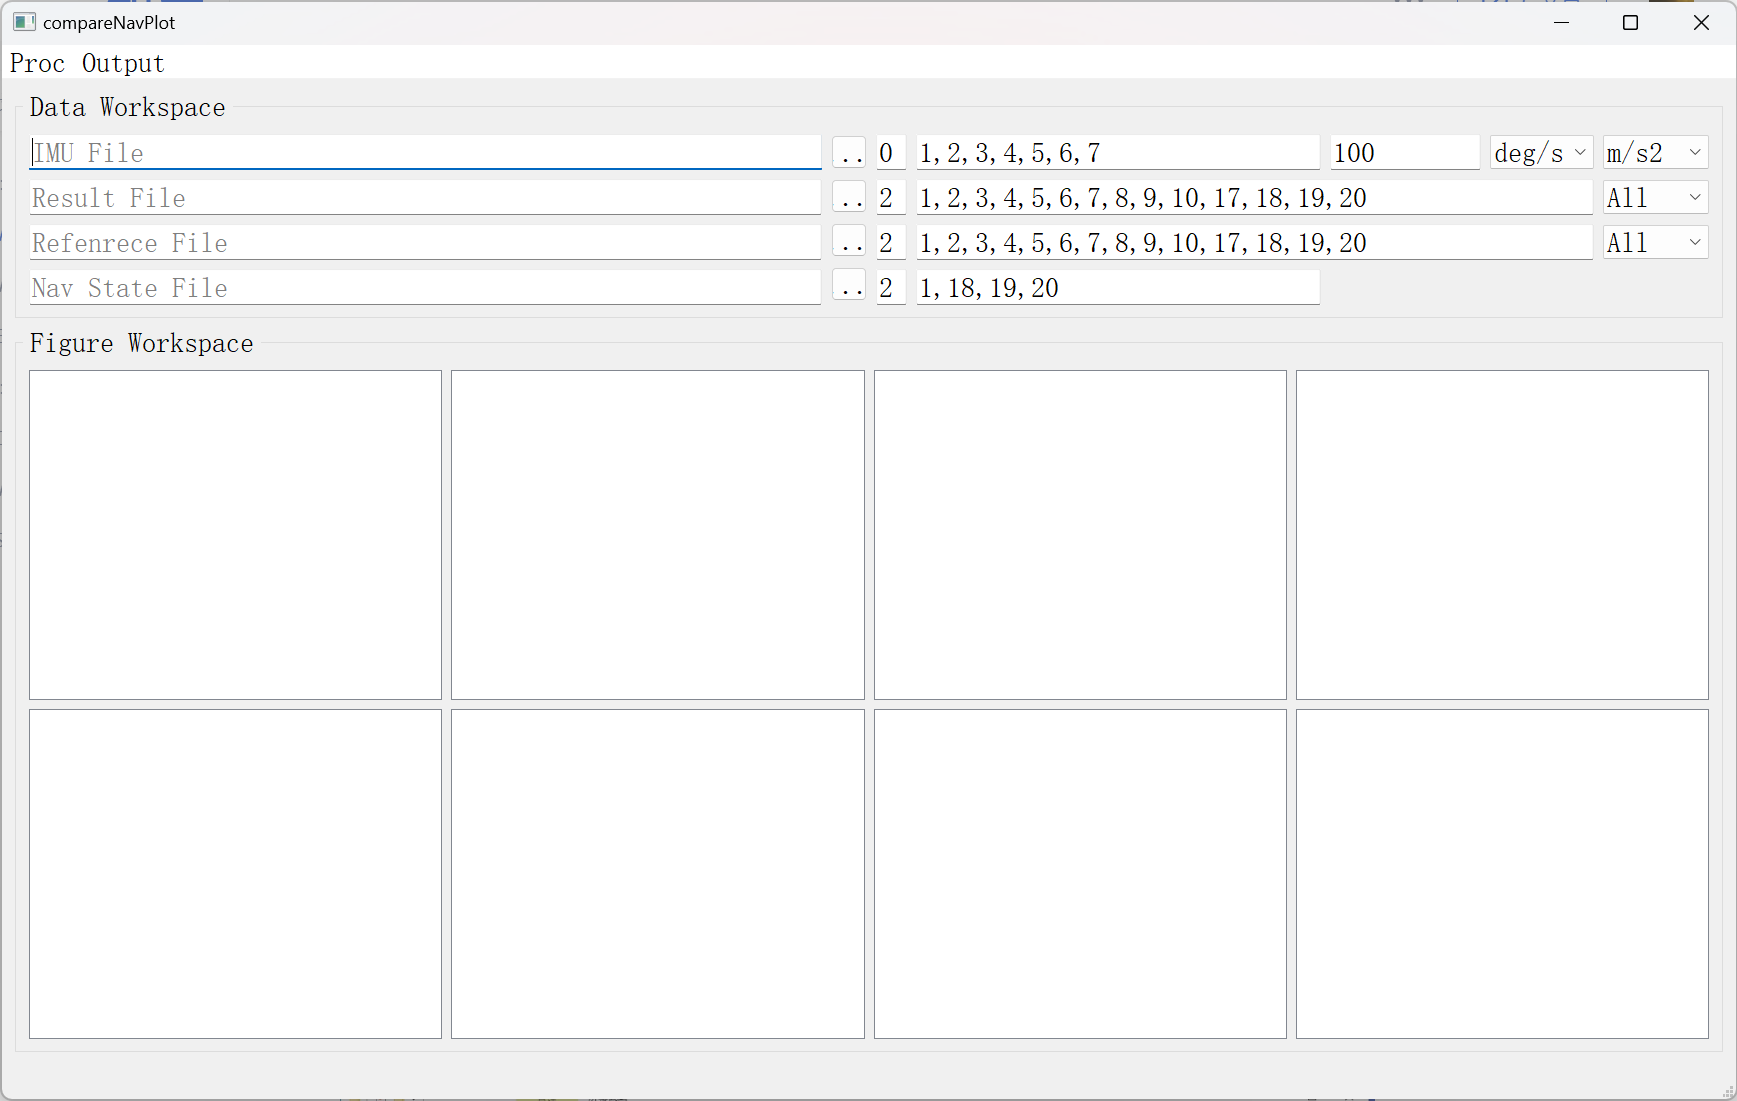 compareNavPlot
Proc Output
Data Workspace
IMU File .. 0 1,2,3,4,5,6,7 100 deg/s m/s2
Result File .. 2 1,2,3,4,5,6,7,8,9,10,17,18,19,20 All
Refenrece File .. 2 1,2,3,4,5,6,7,8,9,10,17,18,19,20 All
Nav State File .. 2 1,18,19,20
Figure Workspace